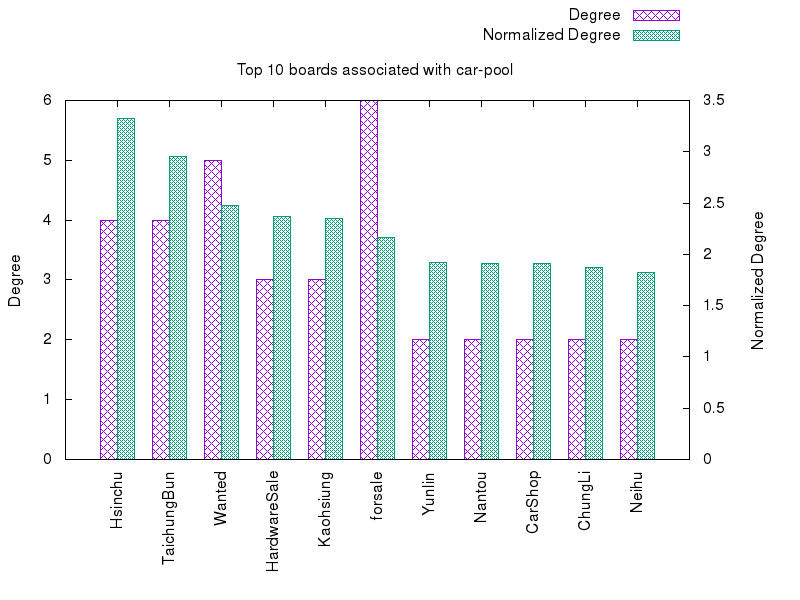 Degree
Normalized Degree
Top 10 boards associated with car-pool
6
5
4
3
2
1
0
3.5
3
2.5
2
1.5
1
0.5
0
Degree
Normalized Degree
Hsinchu
TaichungBun
Wanted
HardwareSale
Kaohsiung
forsale
Yunlin
Nantou
CarShop
ChungLi
Neihu